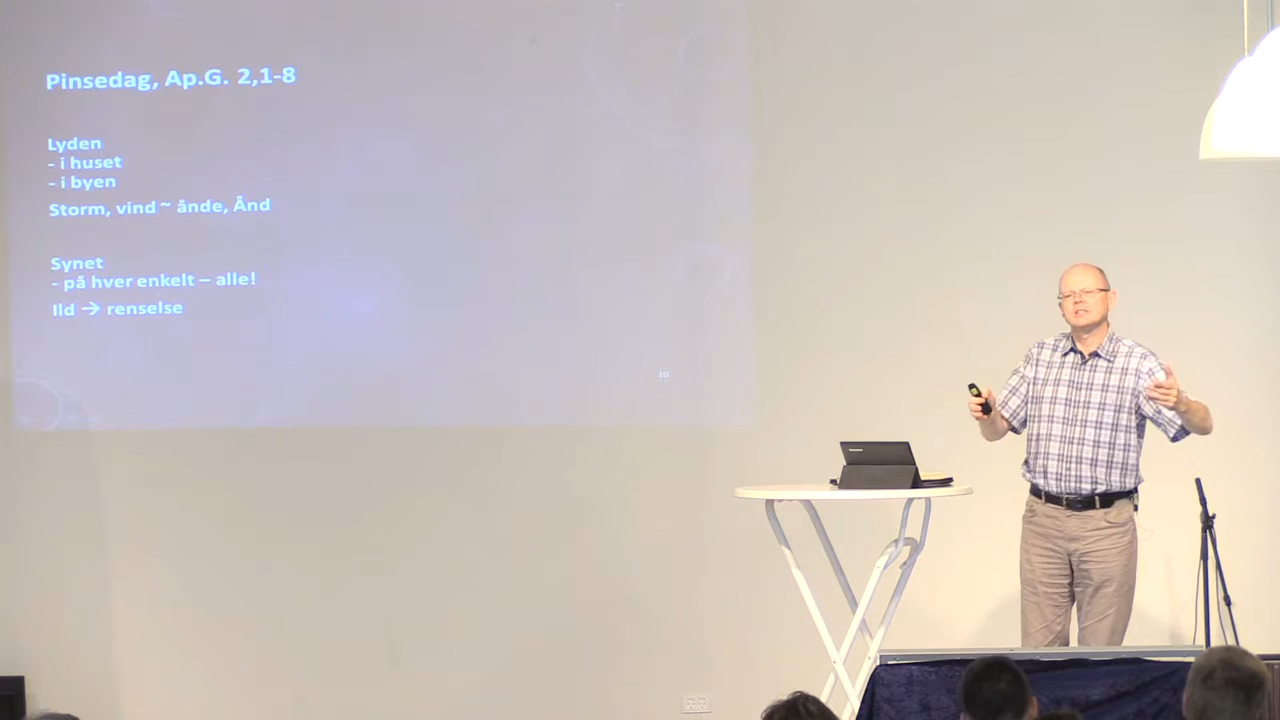 Pinsedag, Ap.G. 2,1-8
Lyden
- i huset
- i byen
Storm, vind ~ ånde, Ånd
Synet
- på hver enkelt – alle!
Ild → renselse